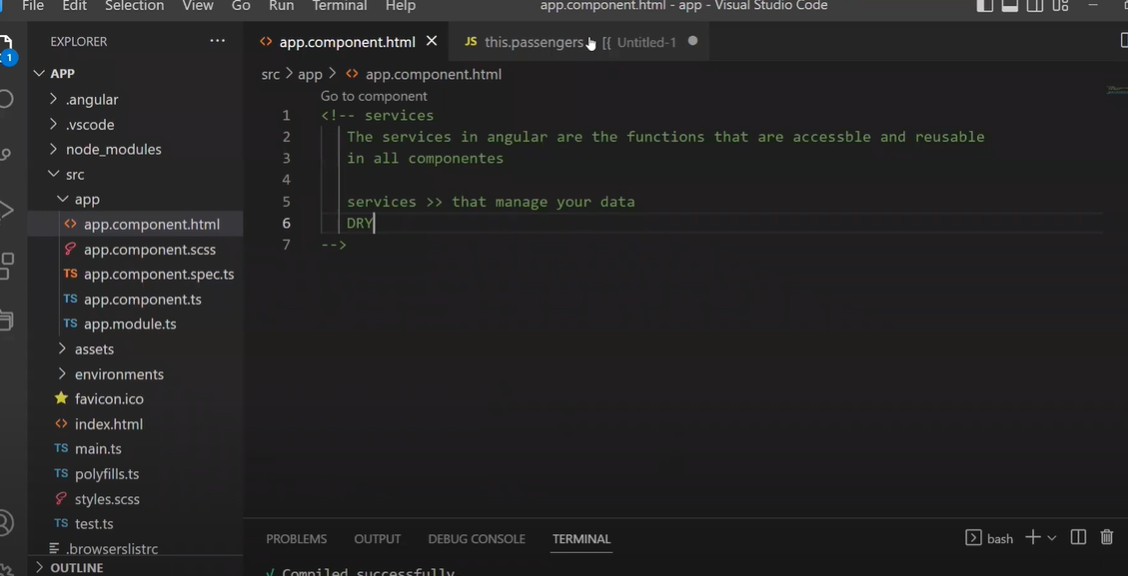 File Edit Selection View Go Run Terminal Help
app.component.html - app - Visual Studio Code
EXPLORER ...
app.component.html
JS this.passengers [{ Untitled-1
1
APP
src > app > app.component.html
.angular
Go to component
.vscode
1 <!-- services
node_modules
2 The services in angular are the functions that are accessble and reusable
src
3 in all componentes
app
4
app.component.html
5 services >> that manage your data
app.component.scss
6 DRY
TS app.component.spec.ts
7 -->
TS app.component.ts
TS app.module.ts
assets
environments
favicon.ico
index.html
TS main.ts
TS polyfills.ts
styles.scss
TS test.ts
.browserslistrc
OUTLINE
PROBLEMS OUTPUT DEBUG CONSOLE TERMINAL
bash
√ Compiled successfully